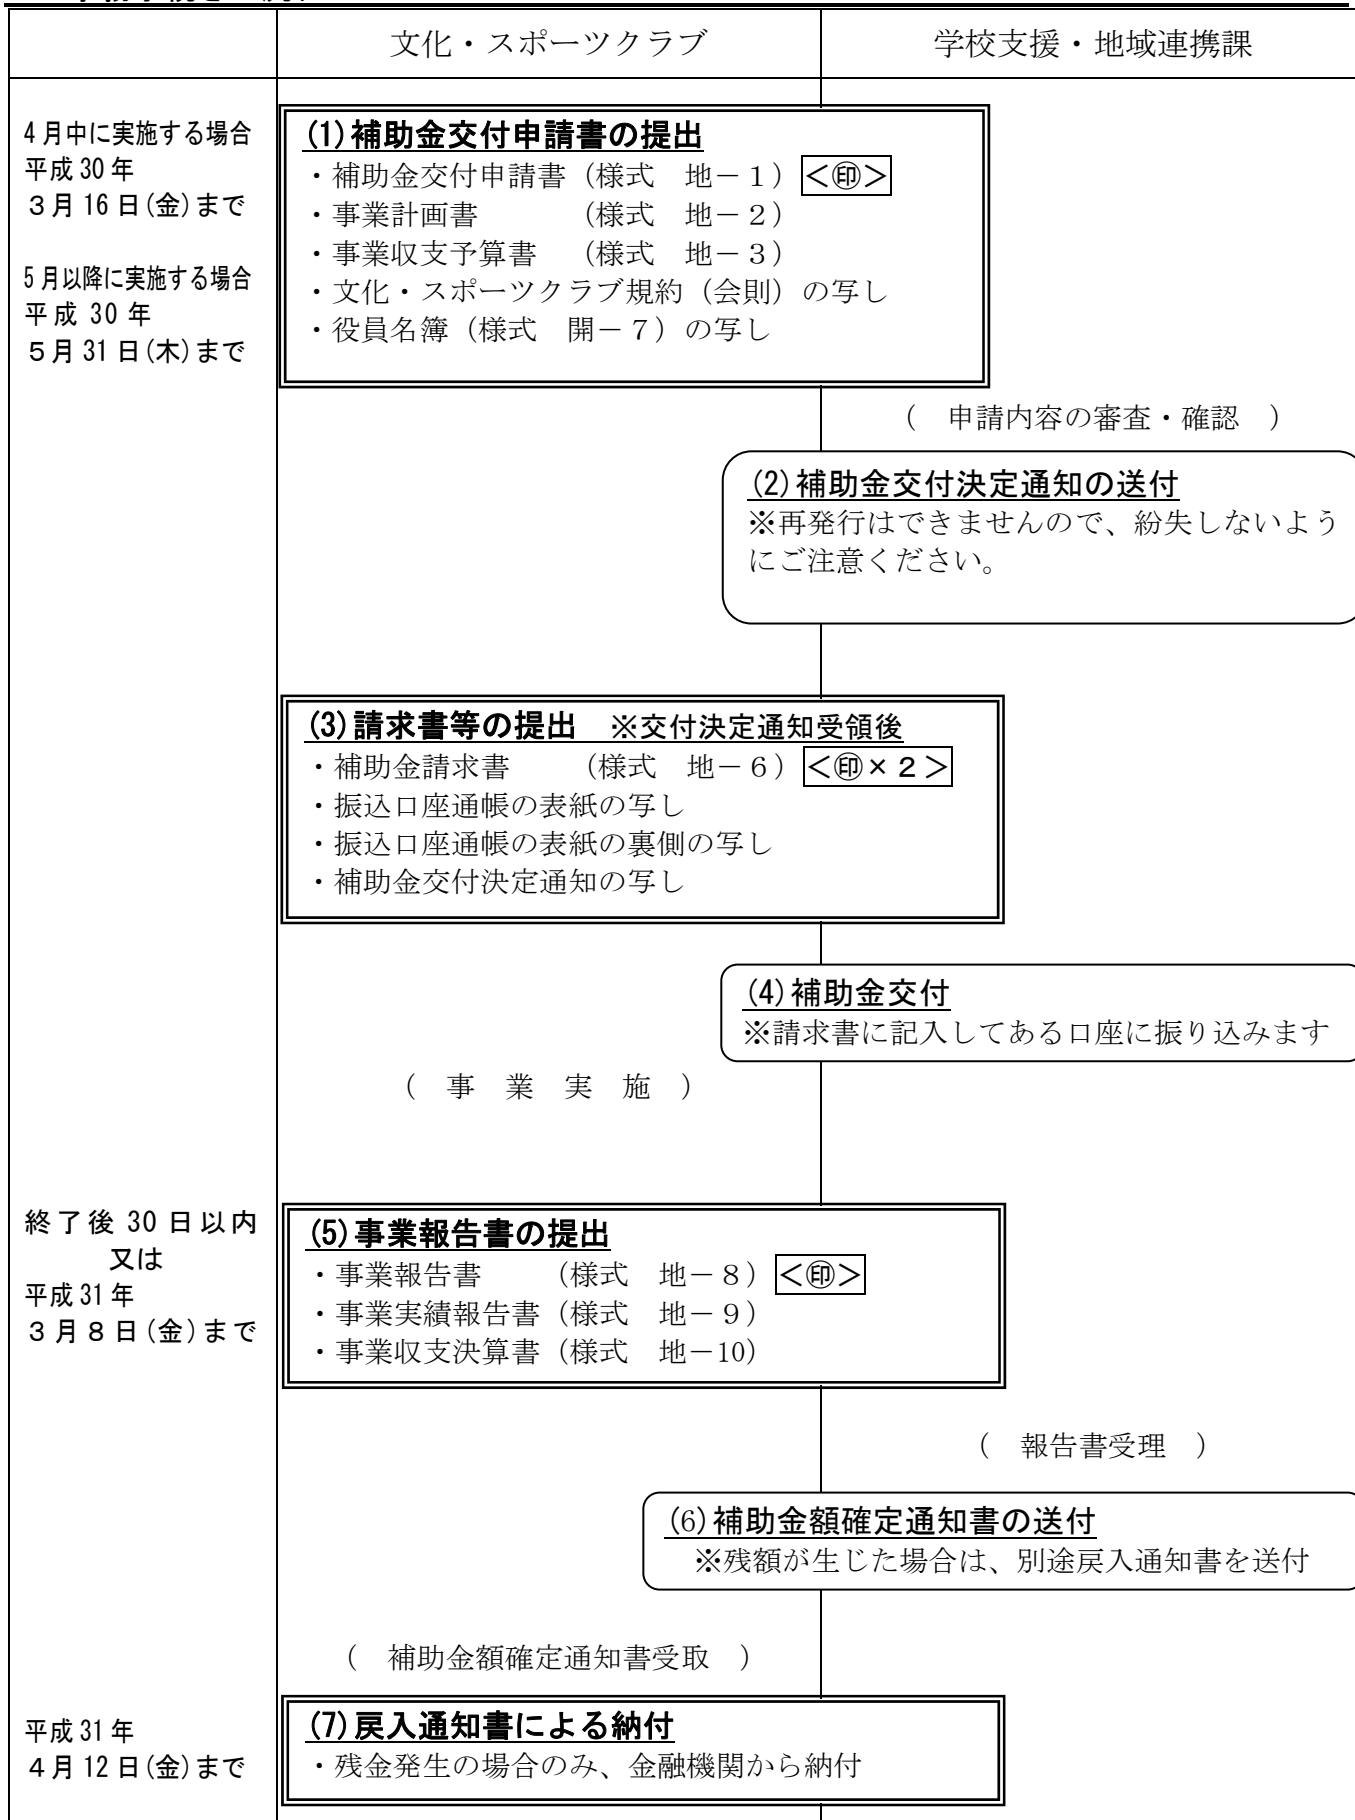 文化・スポーツクラブ
学校支援・地域連携課
4月中に実施する場合
平成30年
３月16日(金)まで
5月以降に実施する場合
平成 30 年
５月31日(木)まで
(1)補助金交付申請書の提出
・補助金交付申請書（様式　地－１）＜㊞＞
・事業計画書　　　（様式　地－２）
・事業収支予算書　（様式　地－３）
・文化・スポーツクラブ規約（会則）の写し
・役員名簿（様式　開－７）の写し
（　申請内容の審査・確認　）
(2)補助金交付決定通知の送付
※再発行はできませんので、紛失しないよう
にご注意ください。
(3)請求書等の提出　※交付決定通知受領後
・補助金請求書　　（様式　地－６）＜㊞×２＞
・振込口座通帳の表紙の写し
・振込口座通帳の表紙の裏側の写し
・補助金交付決定通知の写し
(4)補助金交付
※請求書に記入してある口座に振り込みます
（　事　業　実　施　）
終了後 30 日以内
又は
平成31年
３月８日(金)まで
(5)事業報告書の提出
・事業報告書　　（様式　地－８）＜㊞＞
・事業実績報告書（様式　地－９）
・事業収支決算書（様式　地－10）
（　報告書受理　）
(6)補助金額確定通知書の送付
※残額が生じた場合は、別途戻入通知書を送付
（　補助金額確定通知書受取　）
平成31年
４月12日(金)まで
(7)戻入通知書による納付
・残金発生の場合のみ、金融機関から納付